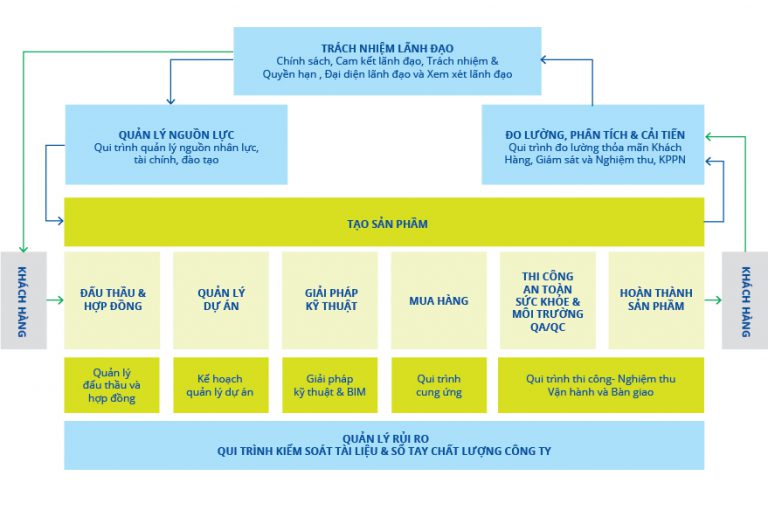 TRÁCH NHIỆM LÃNH ĐẠO
Chính sách, Cam kết lãnh đạo, Trách nhiệm &
Quyền hạn , Đại diện lãnh đạo và Xem xét lãnh đạo
QUẢN LÝ NGUỒN LỰC
Qui trình quản lý nguồn nhân lực,
tài chính, đào tạo
ĐO LƯỜNG, PHÂN TÍCH & CẢI TIẾN
Qui trình đo lường thỏa mãn Khách
Hàng, Giám sát và Nghiệm thu, KPPN
TẠO SẢN PHẨM
KHÁCH HÀNG
ĐẤU THẦU &
HỢP ĐỒNG
QUẢN LÝ
DỰ ÁN
GIẢI PHÁP
KỸ THUẬT
MUA HÀNG
THI CÔNG
AN TOÀN
SỨC KHỎE &
MÔI TRƯỜNG
QA/QC
HOÀN THÀNH
SẢN PHẨM
KHÁCH HÀNG
Quản lý
đấu thầu và
hợp đồng
Kế hoạch
quản lý dự án
Giải pháp
kỹ thuật & BIM
Qui trình
cung ứng
Qui trình thi công- Nghiệm thu
Vận hành và Bàn giao
QUẢN LÝ RỦI RO
QUI TRÌNH KIỂM SOÁT TÀI LIỆU & SỔ TAY CHẤT LƯỢNG CÔNG TY